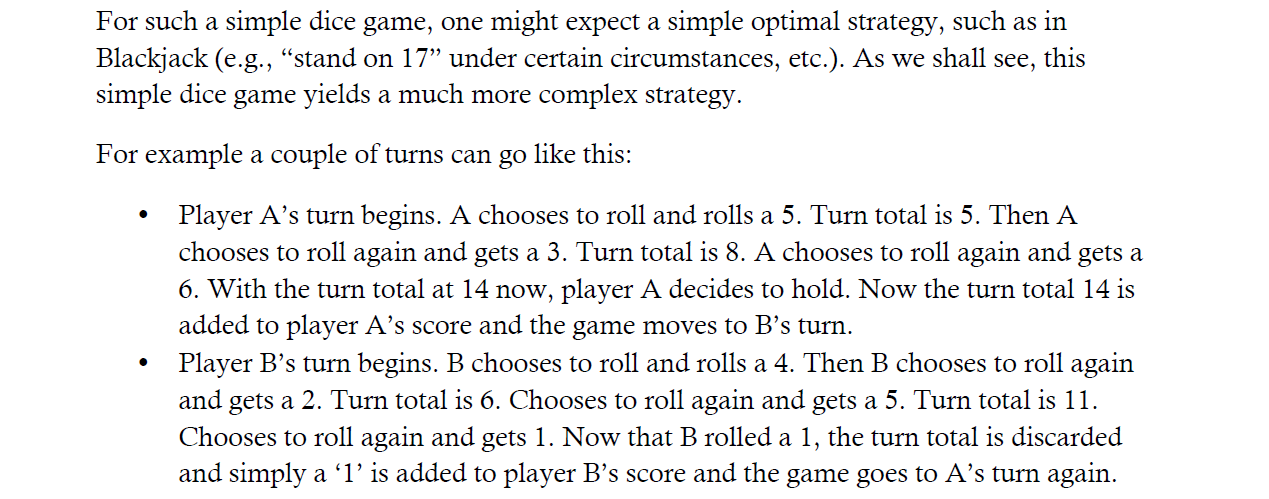 For such a simple dice game, one might expect a simple optimal strategy, such as in
Blackjack (e.g., “stand on 17” under certain circumstances, etc.). As we shall see, this
simple dice game yields a much more complex strategy.
For example a couple of turns can go like this:
• Player A’s turn begins. A chooses to roll and rolls a 5. Turn total is 5. Then A
chooses to roll again and gets a 3. Turn total is 8. A chooses to roll again and gets a
6. With the turn total at 14 now, player A decides to hold. Now the turn total 14 is
added to player A’s score and the game moves to B’s turn.
• Player B’s turn begins. B chooses to roll and rolls a 4. Then B chooses to roll again
and gets a 2. Turn total is 6. Chooses to roll again and gets a 5. Turn total is 11.
Chooses to roll again and gets 1. Now that B rolled a 1, the turn total is discarded
and simply a ‘1’ is added to player B’s score and the game goes to A’s turn again.